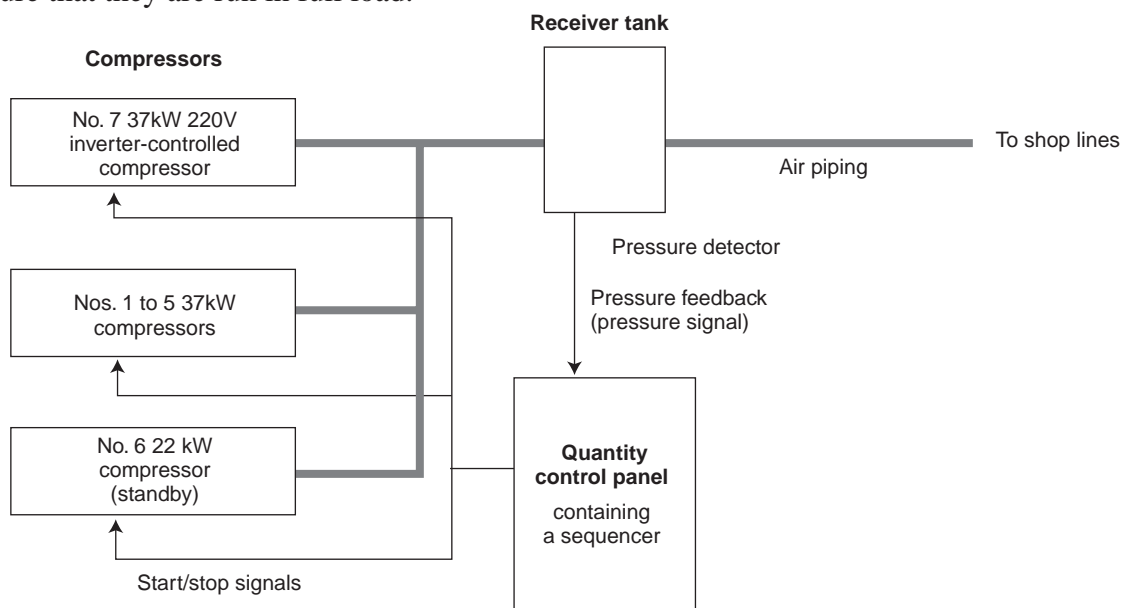 Receiver tank
Compressors
No. 7 37kW 220V
inverter-controlled
compressor
To shop lines
Air piping
Pressure detector
Pressure feedback
(pressure signal)
Nos. 1 to 5 37kW
compressors
No. 6 22 kW
compressor
(standby)
Quantity
control panel
containing
a sequencer
Start/stop signals